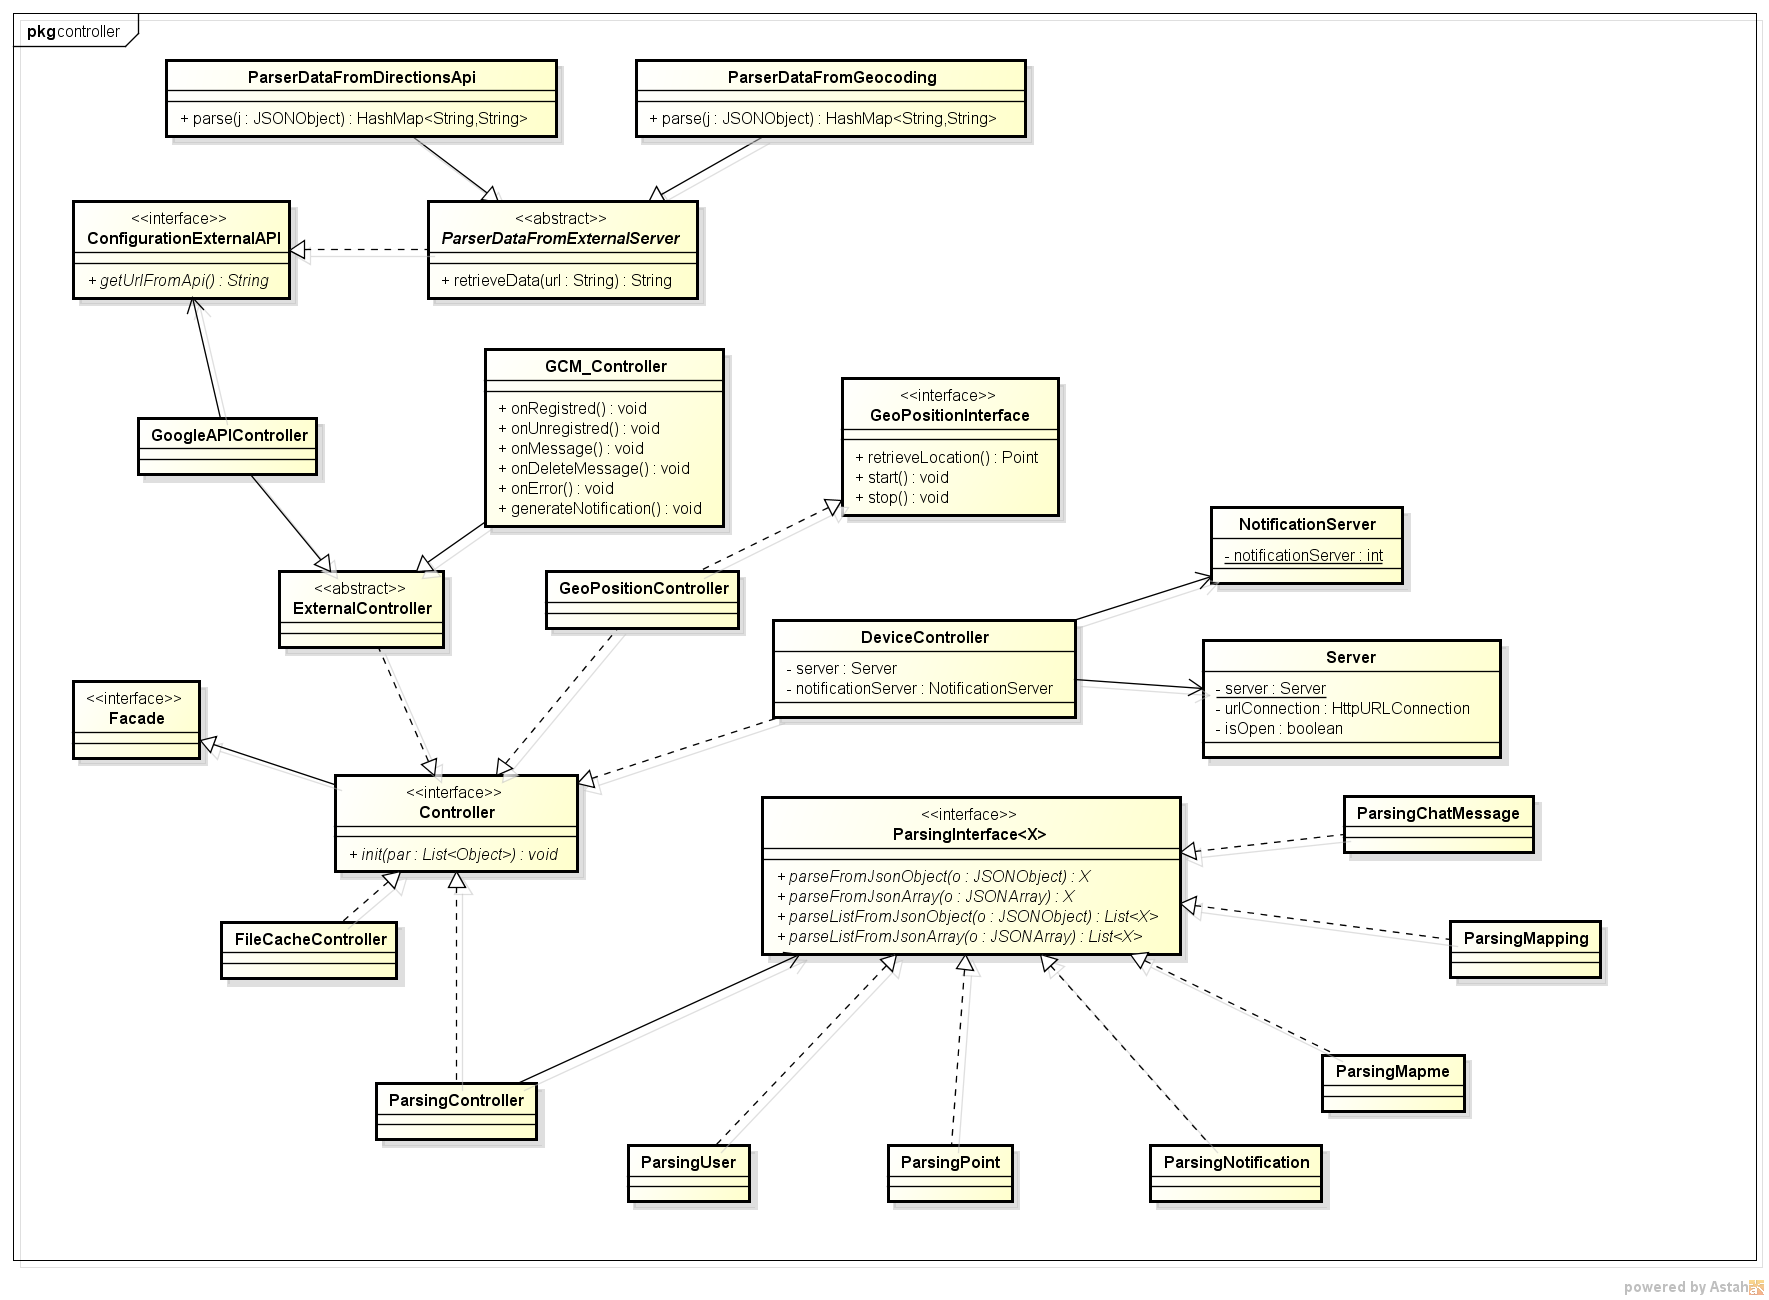 pkg controller
ParserDataFromDirectionsApi
+ parse(j : JSONObject) : HashMap<String,String>
ParserDataFromGeocoding
+ parse(j : JSONObject) : HashMap<String,String>
<<interface>>
ConfigurationExternalAPI
+ getUrlFromApi() : String
<<abstract>>
ParserDataFromExternalServer
+ retrieveData(url : String) : String
GCM_Controller
+ onRegistred() : void
+ onUnregistred() : void
+ onMessage() : void
+ onDeleteMessage() : void
+ onError() : void
+ generateNotification() : void
<<interface>>
GeoPositionInterface
+ retrieveLocation() : Point
+ start() : void
+ stop() : void
GoogleAPIController
NotificationServer
- notificationServer : int
<<abstract>>
ExternalController
GeoPositionController
DeviceController
- server : Server
- notificationServer : NotificationServer
Server
- server : Server
- urlConnection : HttpURLConnection
- isOpen : boolean
<<interface>>
Facade
<<interface>>
Controller
+ init(par : List<Object>) : void
<<interface>>
ParsingInterface<X>
+ parseFromJsonObject(o : JSONObject) : X
+ parseFromJsonArray(o : JSONArray) : X
+ parseListFromJsonObject(o : JSONObject) : List<X>
+ parseListFromJsonArray(o : JSONArray) : List<X>
ParsingChatMessage
FileCacheController
ParsingMapping
ParsingMapme
ParsingController
ParsingUser
ParsingPoint
ParsingNotification
powered by Astah